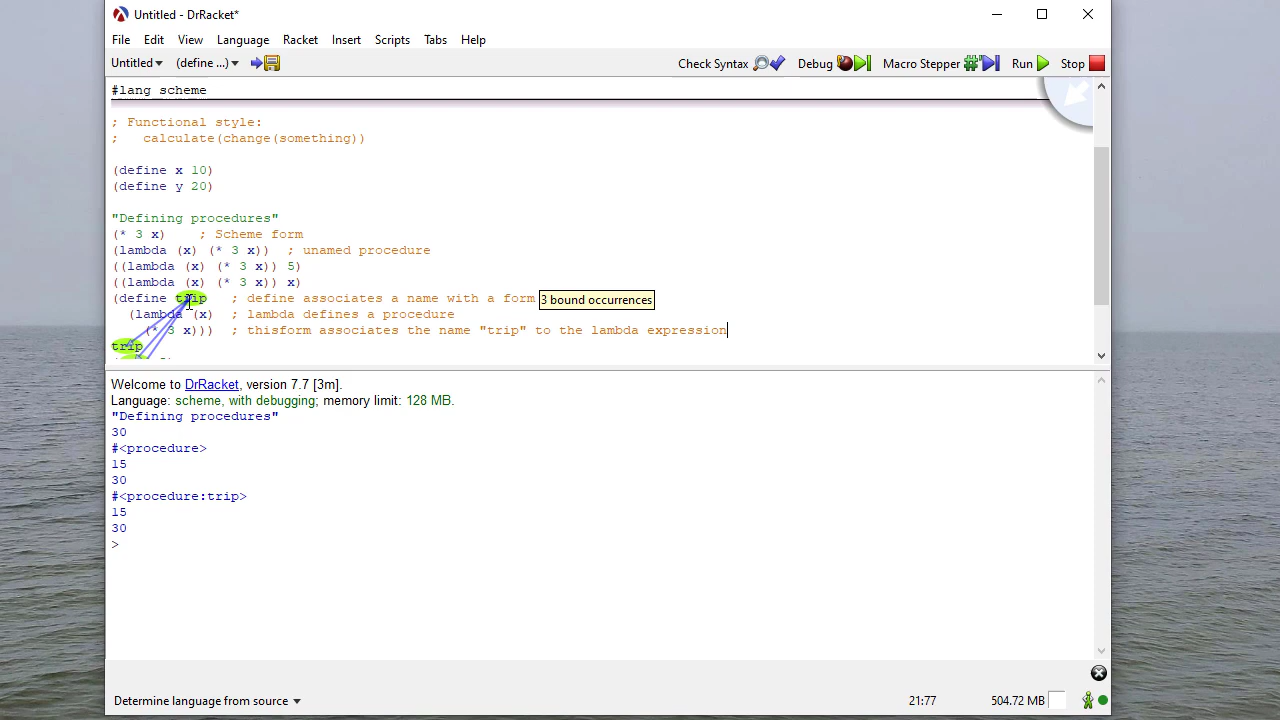 Untitled - DrRacket*
File Edit View Language Racket Insert Scripts Tabs Help
Untitled (define ...) Check Syntax Debug Macro Stepper Run Stop
#lang scheme
; Functional style:
;   calculate(change(something))
(define x 10)
(define y 20)
"Defining procedures"
(* 3 x)    ; Scheme form
(lambda (x) (* 3 x))  ; unamed procedure
((lambda (x) (* 3 x)) 5)
((lambda (x) (* 3 x)) x)
(define trip   ; define associates a name with a form 3 bound occurrences
(lambda (x)  ; lambda defines a procedure
(* 3 x)))  ; thisform associates the name "trip" to the lambda expression
trip
Welcome to DrRacket, version 7.7 [3m].
Language: scheme, with debugging; memory limit: 128 MB.
"Defining procedures"
30
#<procedure>
15
30
#<procedure:trip>
15
30
>
Determine language from source 21:77 504.72 MB